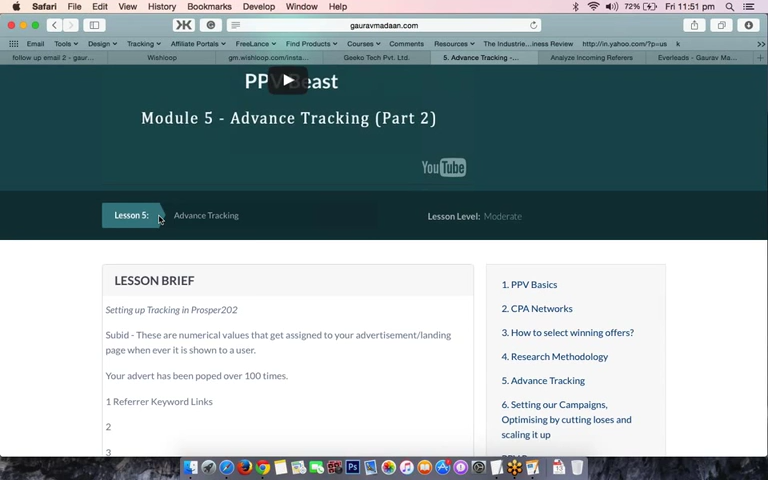 Safari File Edit View History Bookmarks Develop Window Help 72% Fri 11:51 pm
gauravmadaan.com
Email Tools Design Tracking Affiliate Portals FreeLance Find Products Courses Comments Resources The Industrie...iness Review http://in.yahoo.com/?p=us k
follow up email 2 - gaur... Wishloop gm.wishloop.com/insta... Geeko Tech Pvt. Ltd. 5. Advance Tracking -... Analyze Incoming Referers Everleads - Gaurav Ma...
Module 5 - Advance Tracking (Part 2)
YouTube
Lesson 5: Advance Tracking Lesson Level: Moderate
LESSON BRIEF
Setting up Tracking in Prosper202
Subid - These are numerical values that get assigned to your advertisement/landing
page when ever it is shown to a user.
Your advert has been poped over 100 times.
1 Referrer Keyword Links
2
3
1. PPV Basics
2. CPA Networks
3. How to select winning offers?
4. Research Methodology
5. Advance Tracking
6. Setting our Campaigns,
Optimising by cutting loses and
scaling it up